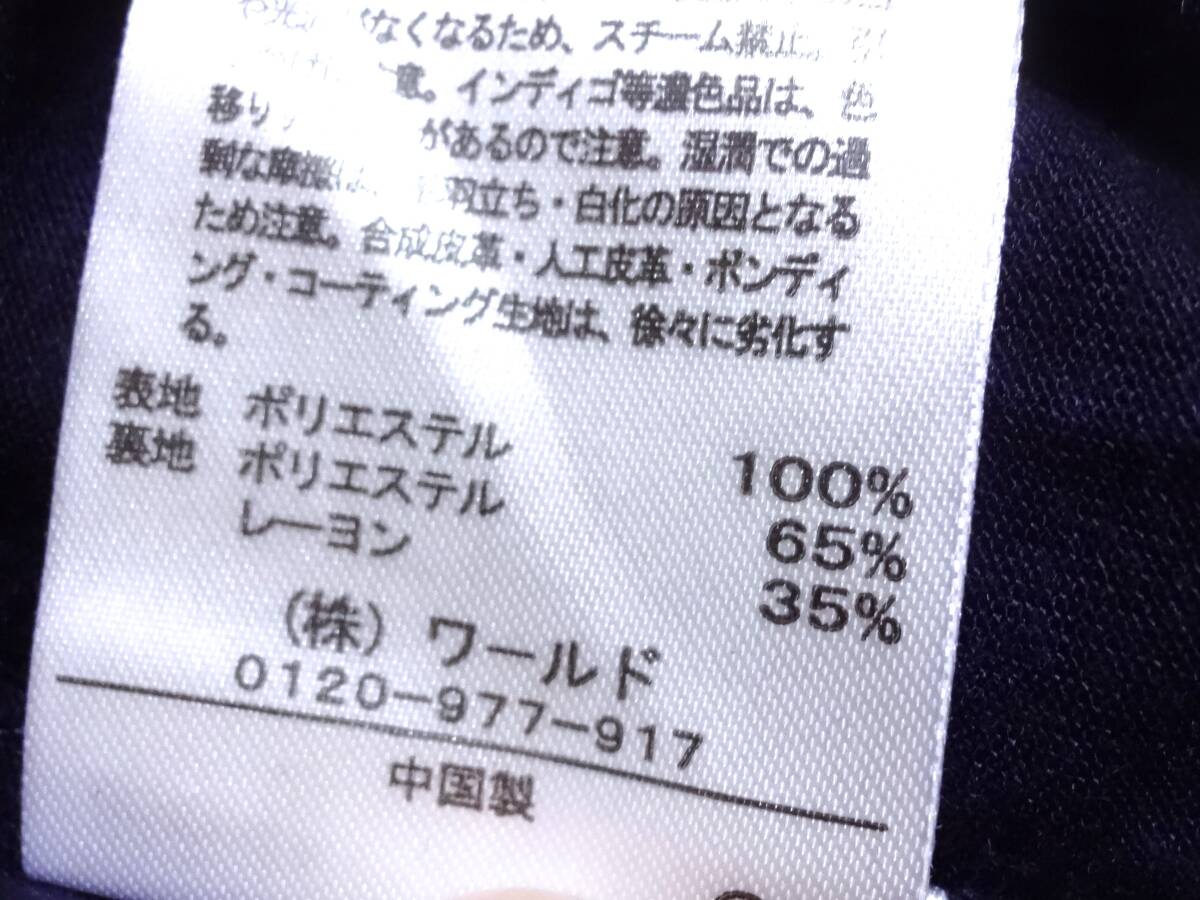 なくなるため、スチーム禁止。引
意。インディゴ等濃色品は、色
移り があるので注意。湿潤での過
剰な摩擦は、毛羽立ち・白化の原因となる
ため注意。合成皮革・人工皮革・ボンディ
ング・コーティング生地は、徐々に劣化す
る。
表地 ポリエステル 100%
裏地 ポリエステル 65%
レーヨン 35%
(株) ワールド
0120-977-917
中国製